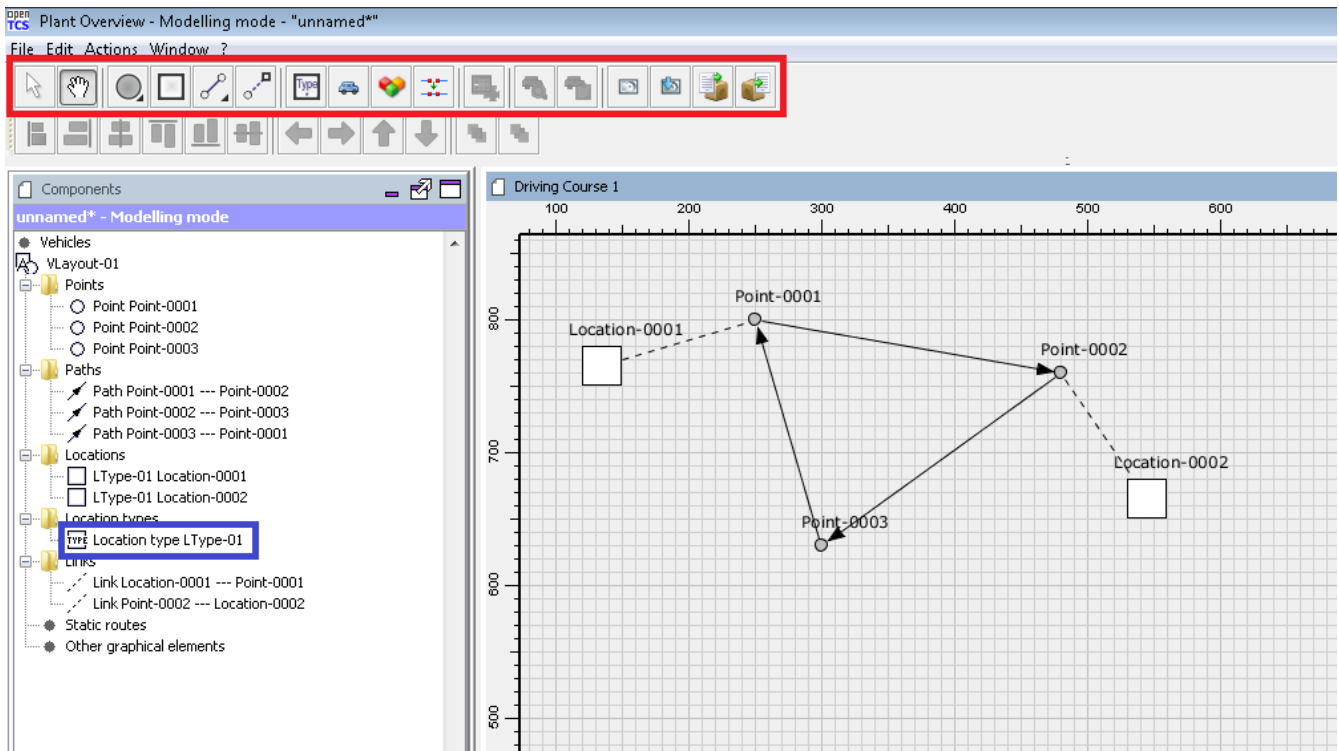 open TCS Plant Overview - Modelling mode - "unnamed*"
File Edit Actions Window ?
Type
Components
unnamed* - Modelling mode
Vehicles
A VLayout-01
Points
Point Point-0001
Point Point-0002
Point Point-0003
Paths
Path Point-0001 --- Point-0002
Path Point-0002 --- Point-0003
Path Point-0003 --- Point-0001
Locations
LType-01 Location-0001
LType-01 Location-0002
Location types
TYPE Location type LType-01
Links
Link Location-0001 --- Point-0001
Link Point-0002 --- Location-0002
Static routes
Other graphical elements
Driving Course 1
100 200 300 400 500 600
800
700
600
500
Point-0001
Location-0001
Point-0002
Location-0002
Point-0003